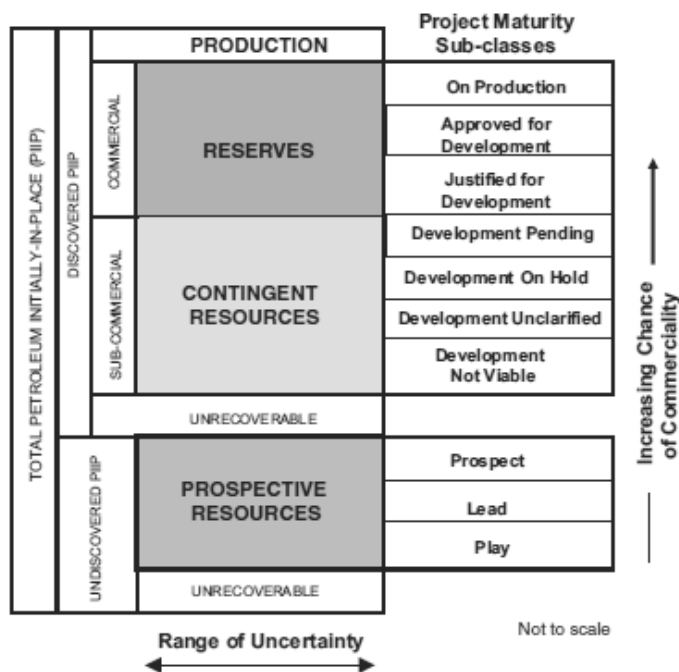 Project Maturity
Sub-classes
PRODUCTION
On Production
Approved for
Development
Justified for
Development
RESERVES
COMMERCIAL
Development Pending
Development On Hold
Development Unclarified
Development
Not Viable
CONTINGENT
RESOURCES
SUB-COMMERCIAL
UNRECOVERABLE
DISCOVERED PIIP
TOTAL PETROLEUM INITIALLY-IN-PLACE (PIIP)
Prospect
Lead
Play
PROSPECTIVE
RESOURCES
UNDISCOVERED PIIP
UNRECOVERABLE
Increasing Chance
of Commerciality
Range of Uncertainty
Not to scale